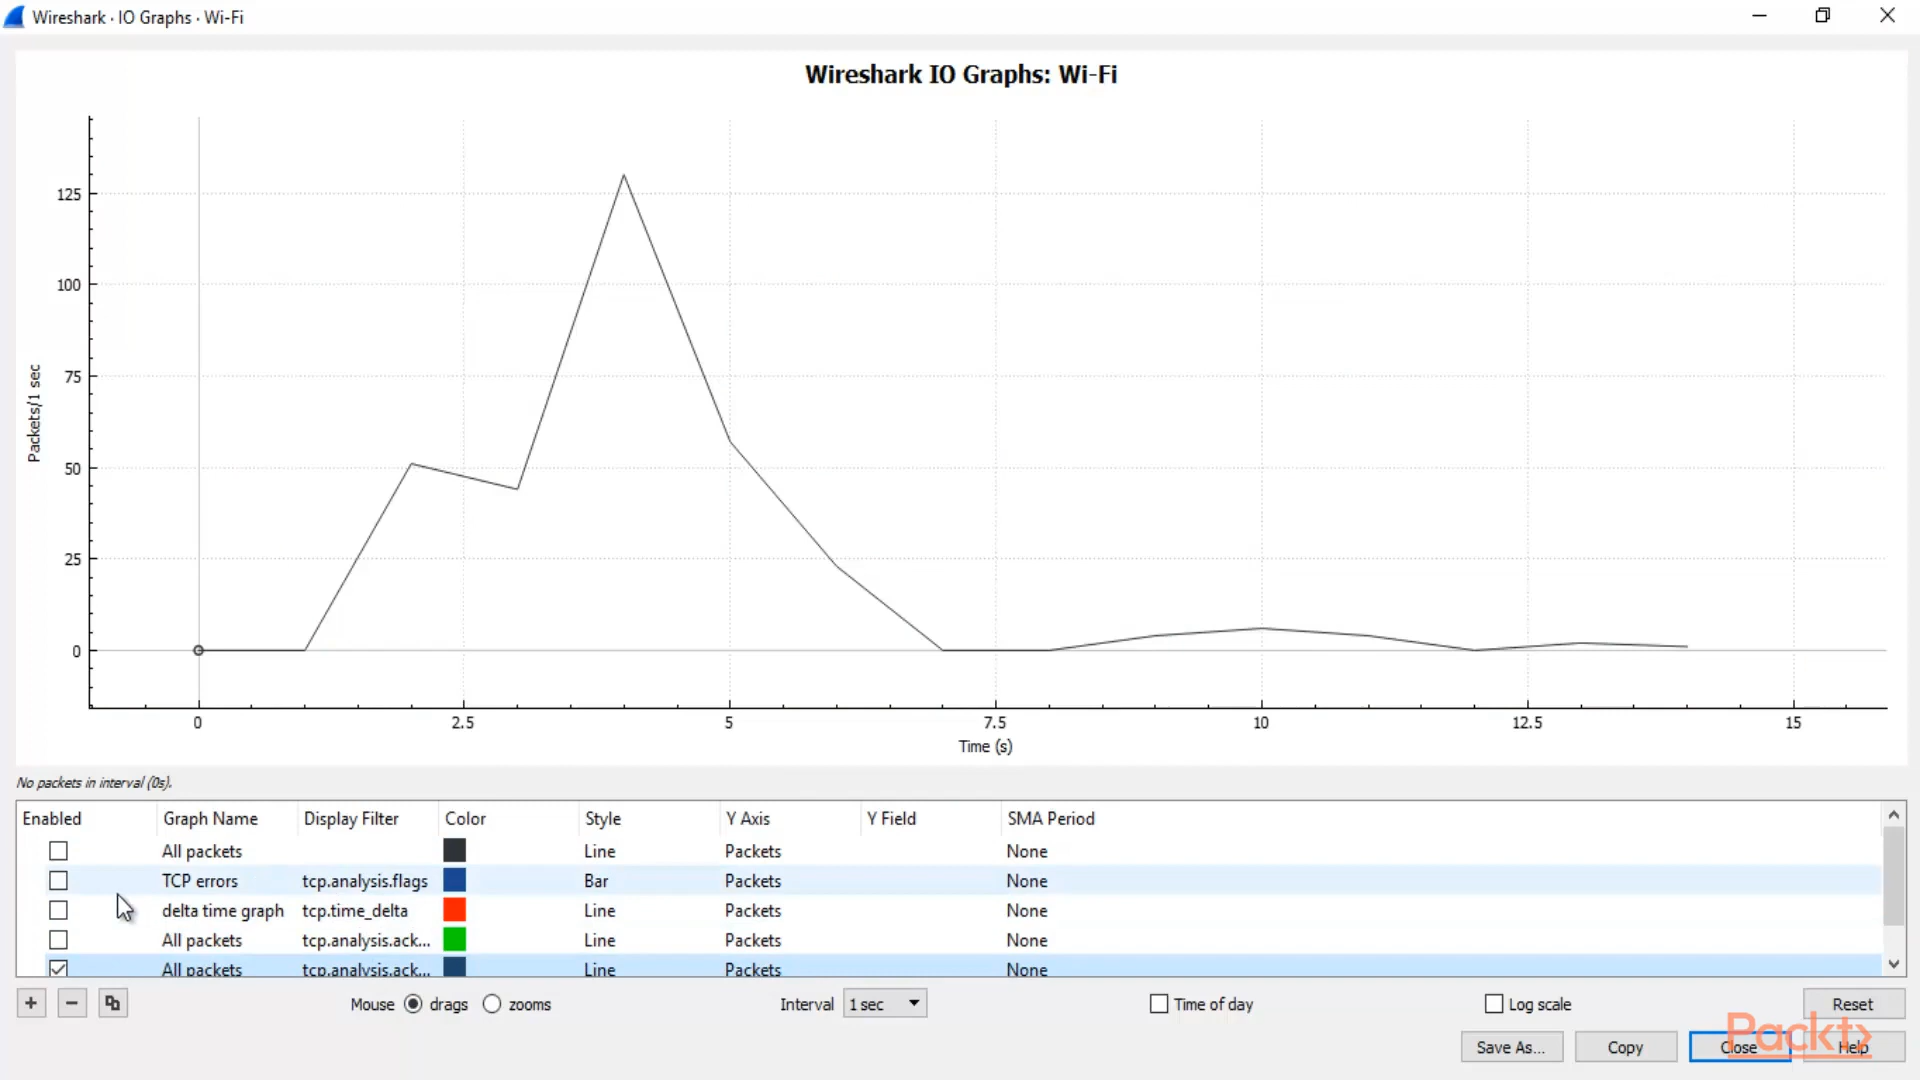 Wireshark · IO Graphs · Wi-Fi
Wireshark IO Graphs: Wi-Fi
125
100
75
50
25
0
Packets/1 sec
0 2.5 5 7.5 10 12.5 15
Time (s)
No packets in interval (0s).
Enabled Graph Name Display Filter Color Style Y Axis Y Field SMA Period
All packets Line Packets None
TCP errors tcp.analysis.flags Bar Packets None
delta time graph tcp.time_delta Line Packets None
All packets tcp.analysis.ack... Line Packets None
All packets tcp.analysis.ack... Line Packets None
+ − Mouse drags zooms Interval 1 sec Time of day Log scale Reset
Save As... Copy Close Help
Packt>